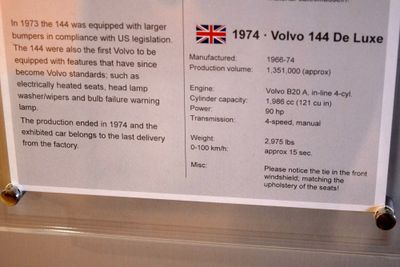 In 1973 the 144 was equipped with larger
bumpers in compliance with US legislation.
The 144 were also the first Volvo to be
equipped with features that have since
become Volvo standards; such as
electrically heated seats, head lamp
washer/wipers and bulb failure warning
lamp.
The production ended in 1974 and the
exhibited car belongs to the last delivery
from the factory.
1974 · Volvo 144 De Luxe
Manufactured: 1966-74
Production volume: 1,351,000 (approx)
Engine: Volvo B20 A, in-line 4-cyl.
Cylinder capacity: 1,986 cc (121 cu in)
Power: 90 hp
Transmission: 4-speed, manual
Weight: 2,975 lbs
0-100 km/h: approx 15 sec.
Misc: Please notice the tie in the front
windshield; matching the
upholstery of the seats!